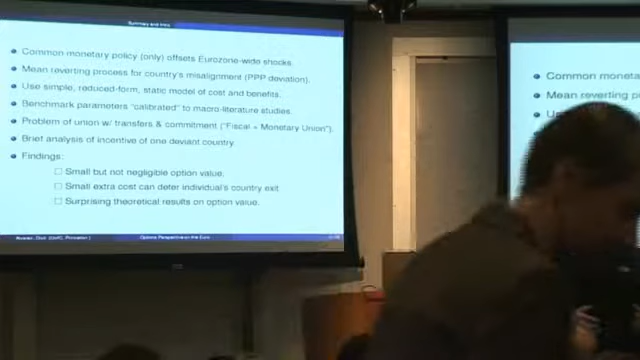 Summary and Intro
Common monetary policy (only) offsets Eurozone-wide shocks.
Mean reverting process for country's misalignment (PPP deviation).
Use simple, reduced-form, static model of cost and benefits.
Benchmark parameters "calibrated" to macro-literature studies.
Problem of union w/ transfers & commitment ("Fiscal + Monetary Union").
Brief analysis of incentive of one deviant country.
Findings:
Small but not negligible option value.
Small extra cost can deter individual's country exit
Surprising theoretical results on option value.
Options Perspective on the Euro
Common moneta
Mean reverting p
Us